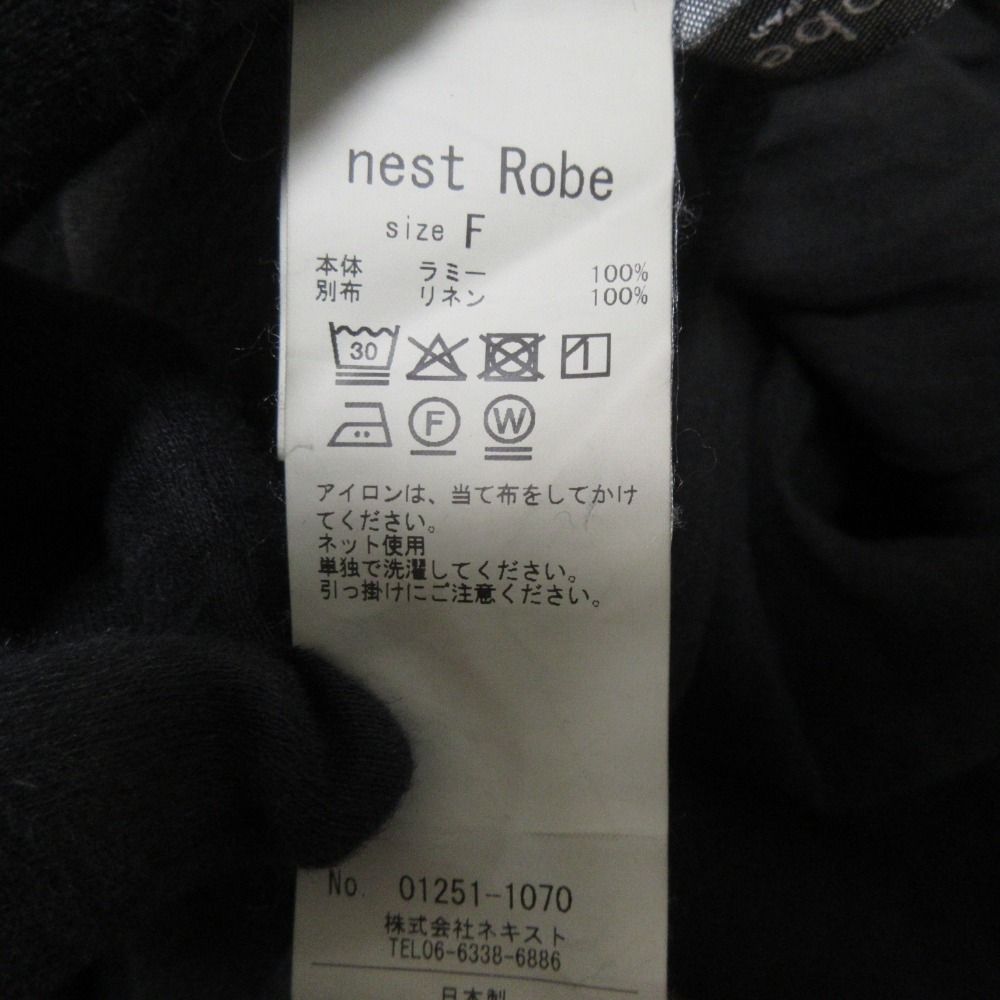 nest Robe
size F
本体 ラミー 100%
別布 リネン 100%
30
F W
アイロンは、当て布をしてかけ
てください。
ネット使用
単独で洗濯してください。
引っ掛けにご注意ください。
No. 01251-1070
株式会社ネキスト
TEL06-6338-6886
日本製